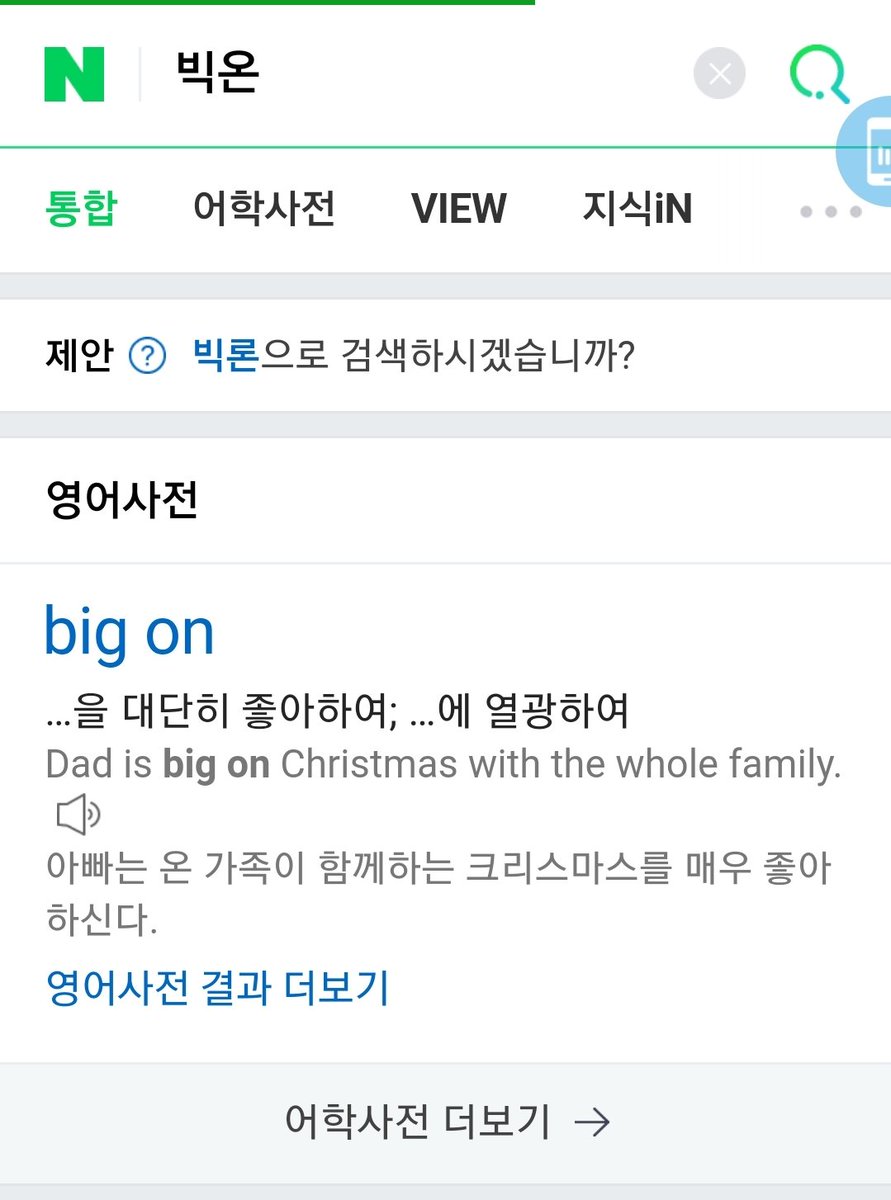 N 빅온
통합 어학사전 VIEW 지식iN
제안 ? 빅론으로 검색하시겠습니까?
영어사전
big on
...을 대단히 좋아하여; ...에 열광하여
Dad is big on Christmas with the whole family.
아빠는 온 가족이 함께하는 크리스마스를 매우 좋아
하신다.
영어사전 결과 더보기
어학사전 더보기 →